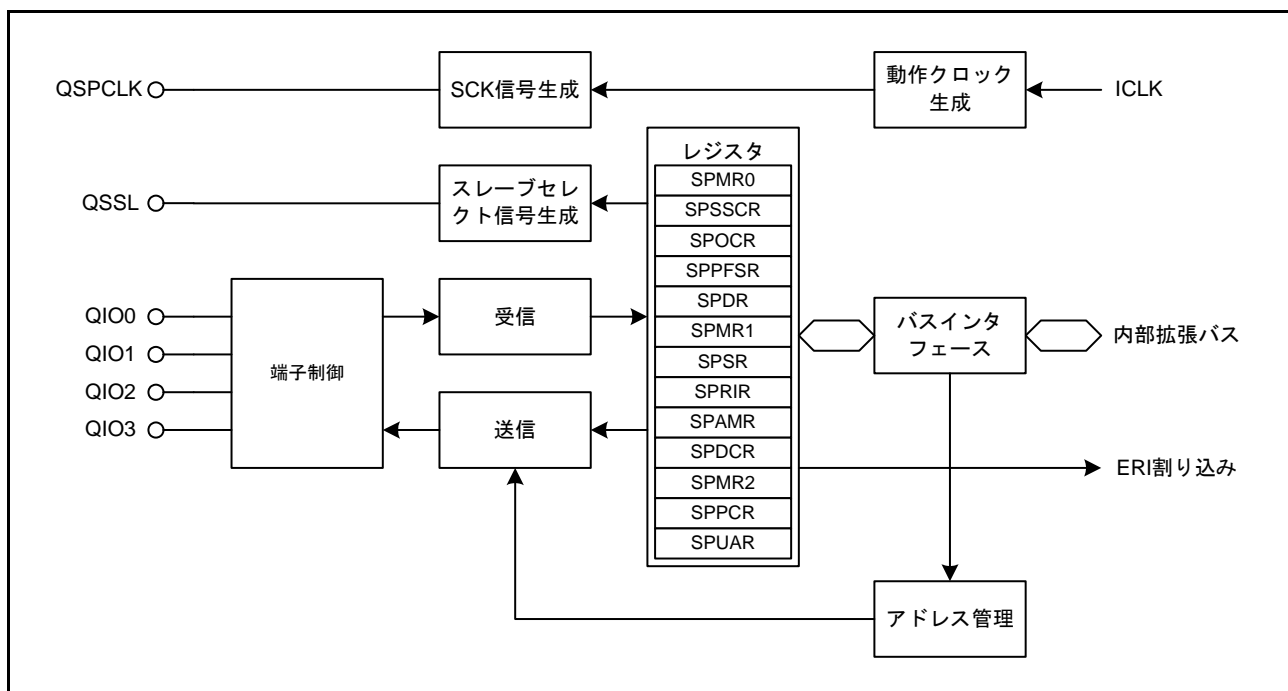 QSPCLK
SCK信号生成
動作クロック
生成
ICLK
QSSL
スレーブセレ
クト信号生成
レジスタ
SPMR0
SPSSCR
SPOCR
SPPFSR
SPDR
SPMR1
SPSR
SPRIR
SPAMR
SPDCR
SPMR2
SPPCR
SPUAR
QIO0
QIO1
QIO2
QIO3
端子制御
受信
送信
バスインタ
フェース
内部拡張バス
ERI割り込み
アドレス管理